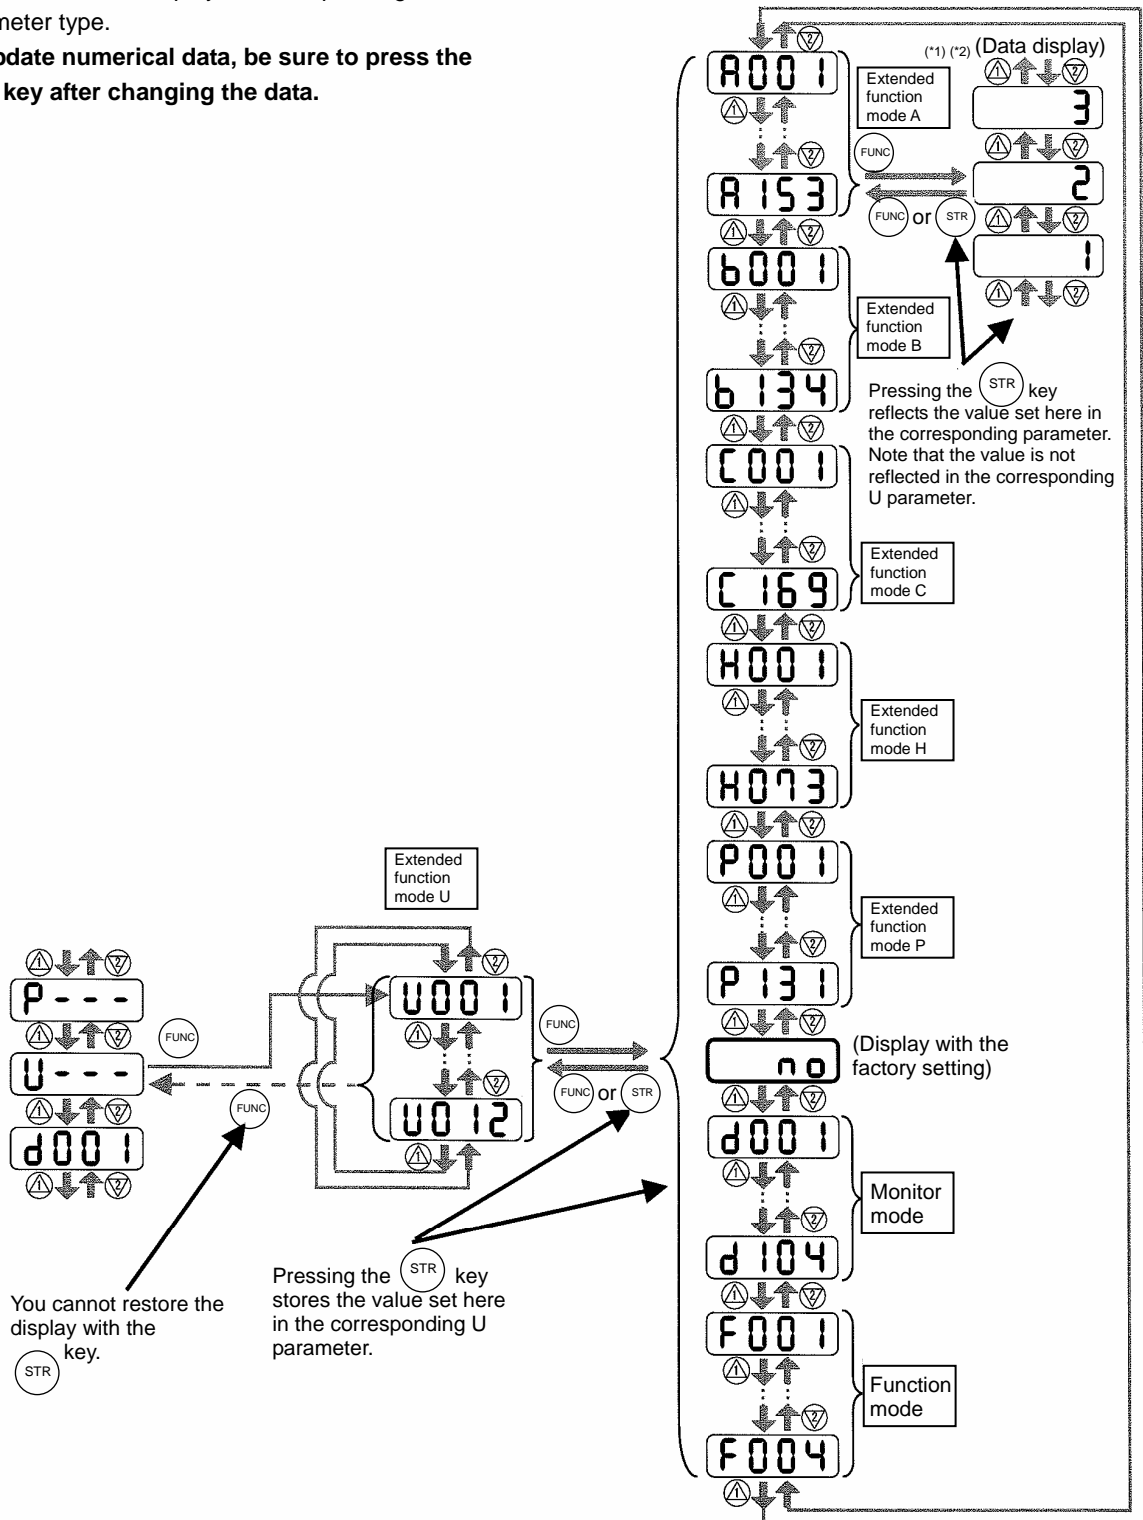 meter type.
pdate numerical data, be sure to press the
key after changing the data.
(*1) (*2) (Data display)
A001
Extended
function
mode A
3
FUNC
2
A153
FUNC or STR
1
b001
Extended
function
mode B
b134
Pressing the STR key
reflects the value set here in
the corresponding parameter.
Note that the value is not
reflected in the corresponding
U parameter.
C001
Extended
function
mode C
C169
H001
Extended
function
mode H
H073
P001
Extended
function
mode P
P131
no
(Display with the
factory setting)
d001
Monitor
mode
d104
F001
Function
mode
F004
Extended
function
mode U
P---
U---
d001
FUNC
FUNC
U001
U012
FUNC
FUNC or STR
You cannot restore the
display with the
STR key.
Pressing the STR key
stores the value set here
in the corresponding U
parameter.
1
2